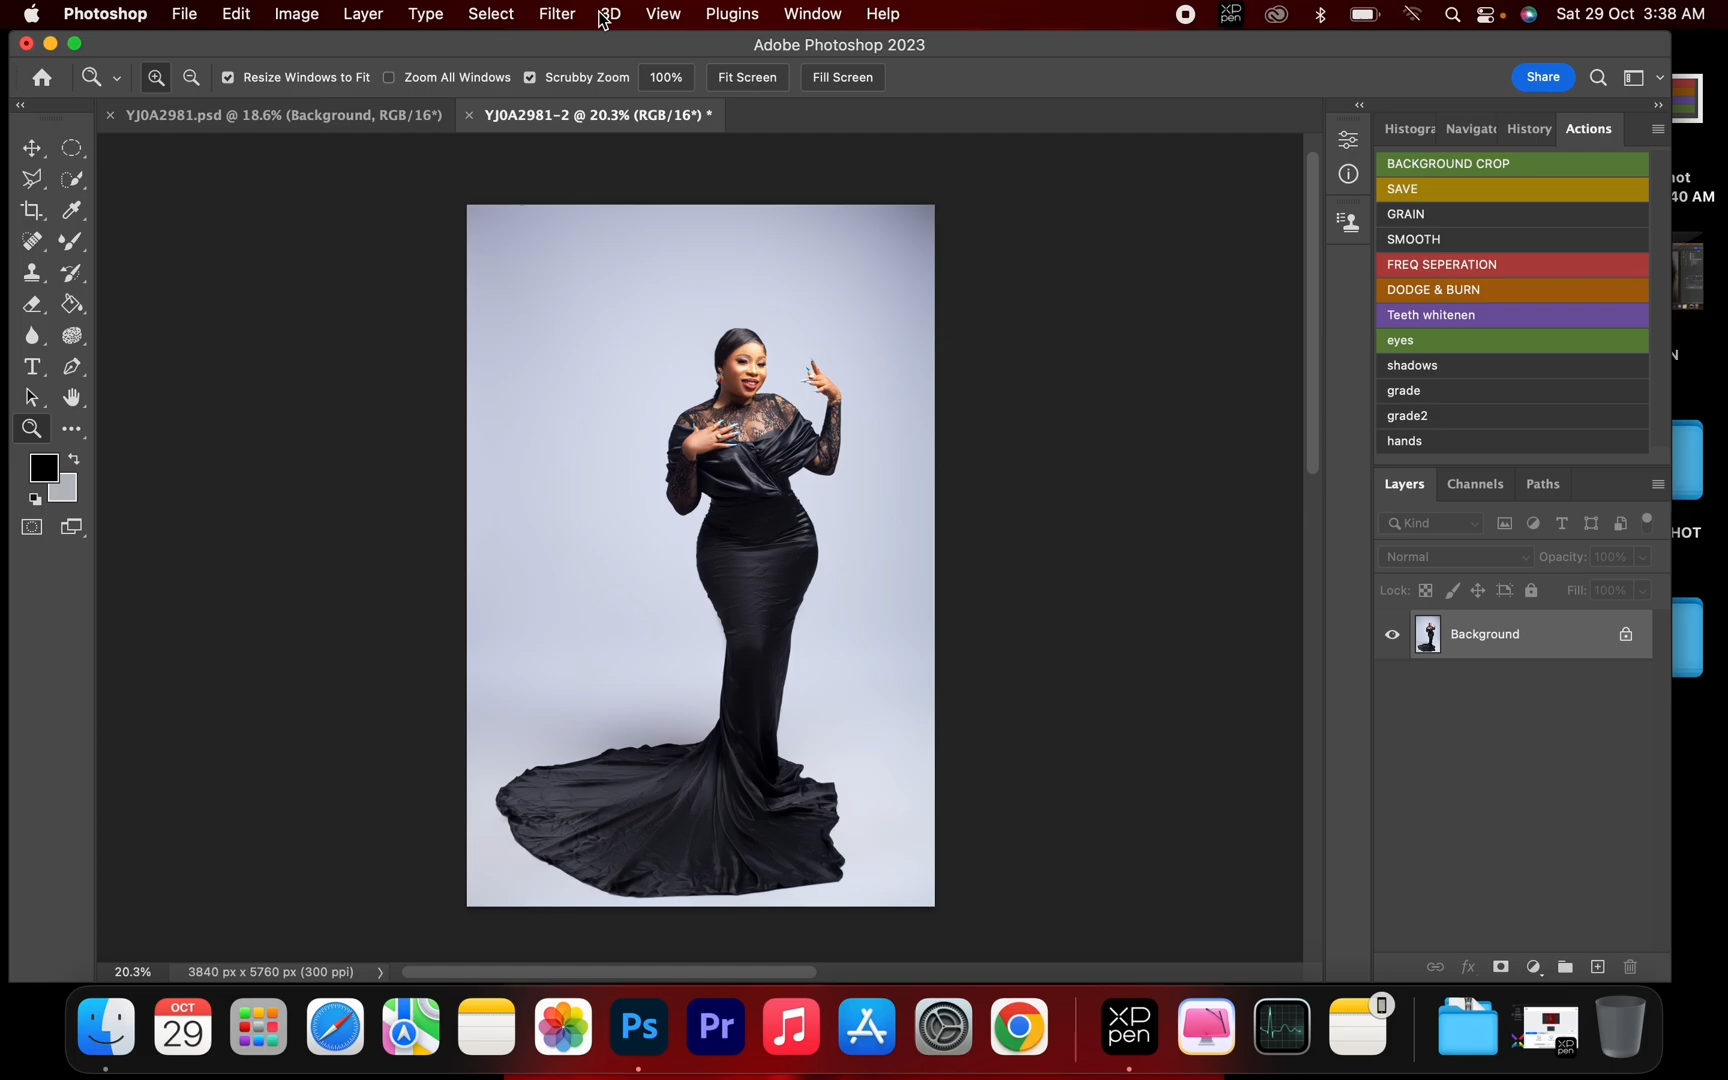 Photoshop File Edit Image Layer Type Select Filter 3D View Plugins Window Help XP pen Sat 29 Oct 3:38 AM
Adobe Photoshop 2023
Resize Windows to Fit Zoom All Windows Scrubby Zoom 100% Fit Screen Fill Screen Share
YJ0A2981.psd @ 18.6% (Background, RGB/16*) YJ0A2981-2 @ 20.3% (RGB/16*) *
Histogra Navigato History Actions
BACKGROUND CROP
SAVE
GRAIN
SMOOTH
FREQ SEPERATION
DODGE & BURN
Teeth whitenen
eyes
shadows
grade
grade2
hands
Layers Channels Paths
Kind
Normal Opacity: 100%
Lock: Fill: 100%
Background
40 AM
20.3% 3840 px x 5760 px (300 ppi)
OCT
29
Ps Pr XP pen